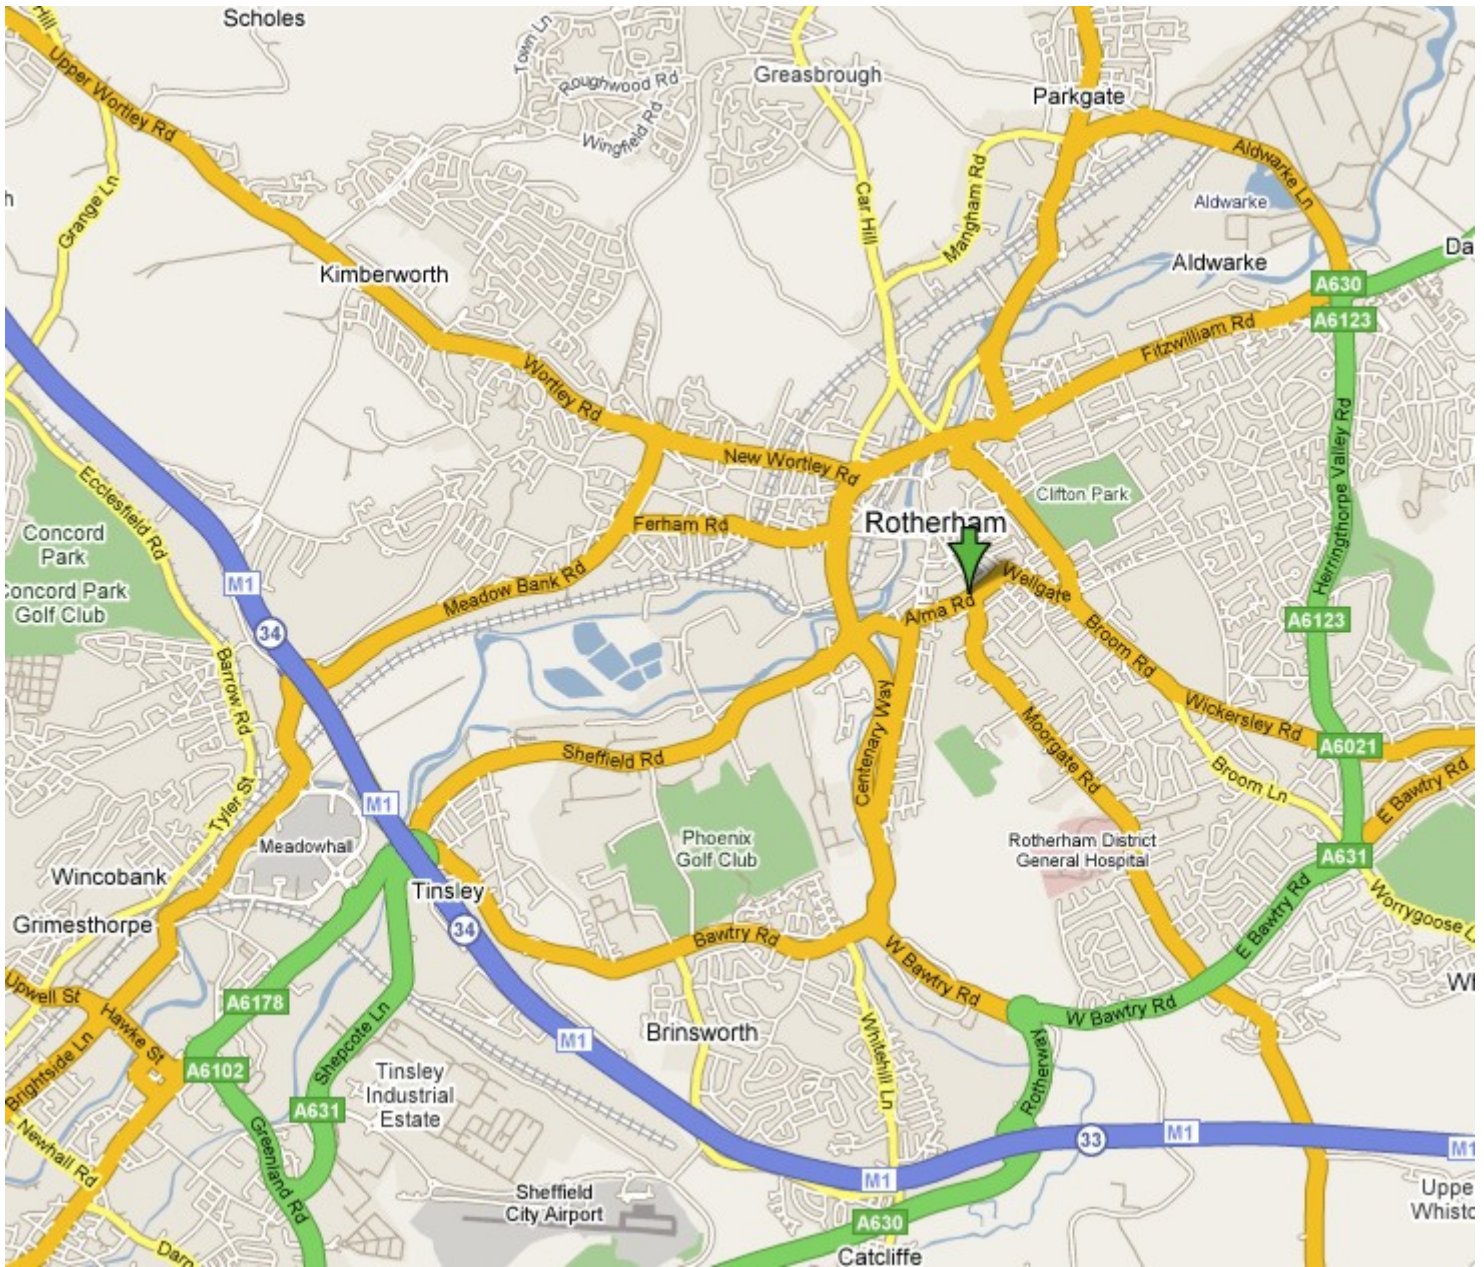 Scholes
Hill
Town Ln
Upper Wortley Rd
Roughwood Rd
Wingfield Rd
Greasbrough
Parkgate
Aldwarke Ln
Grange Ln
Car Hill
Mangham Rd
Aldwarke
Aldwarke
Da
h
Kimberworth
A630
A6123
Fitzwilliam Rd
Wortley Rd
New Wortley Rd
Clifton Park
Herringthorpe Valley Rd
Ecclesfield Rd
Concord
Park
Concord Park
Golf Club
Ferham Rd
Rotherham
M1
Meadow Bank Rd
Wellgate
Alma Rd
Broom Rd
A6123
34
Barrow Rd
Wickersley Rd
Centenary Way
Moorgate Rd
A6021
Sheffield Rd
Broom Ln
E Bawtry Rd
Tyler St
M1
Meadowhall
Phoenix
Golf Club
Rotherham District
General Hospital
A631
Wincobank
Tinsley
Grimesthorpe
34
Bawtry Rd
W Bawtry Rd
E Bawtry Rd
Worrygoose L
Upwell St
A6178
Hawke St
Shepcote Ln
M1
Brinsworth
Whitehill Ln
W Bawtry Rd
Wh
Rotherway
Brightside Ln
A6102
Tinsley
Industrial
Estate
A631
Newhall Rd
Greenland Rd
33
M1
M1
M1
Sheffield
City Airport
A630
Catcliffe
Uppe
Whisto
Darn